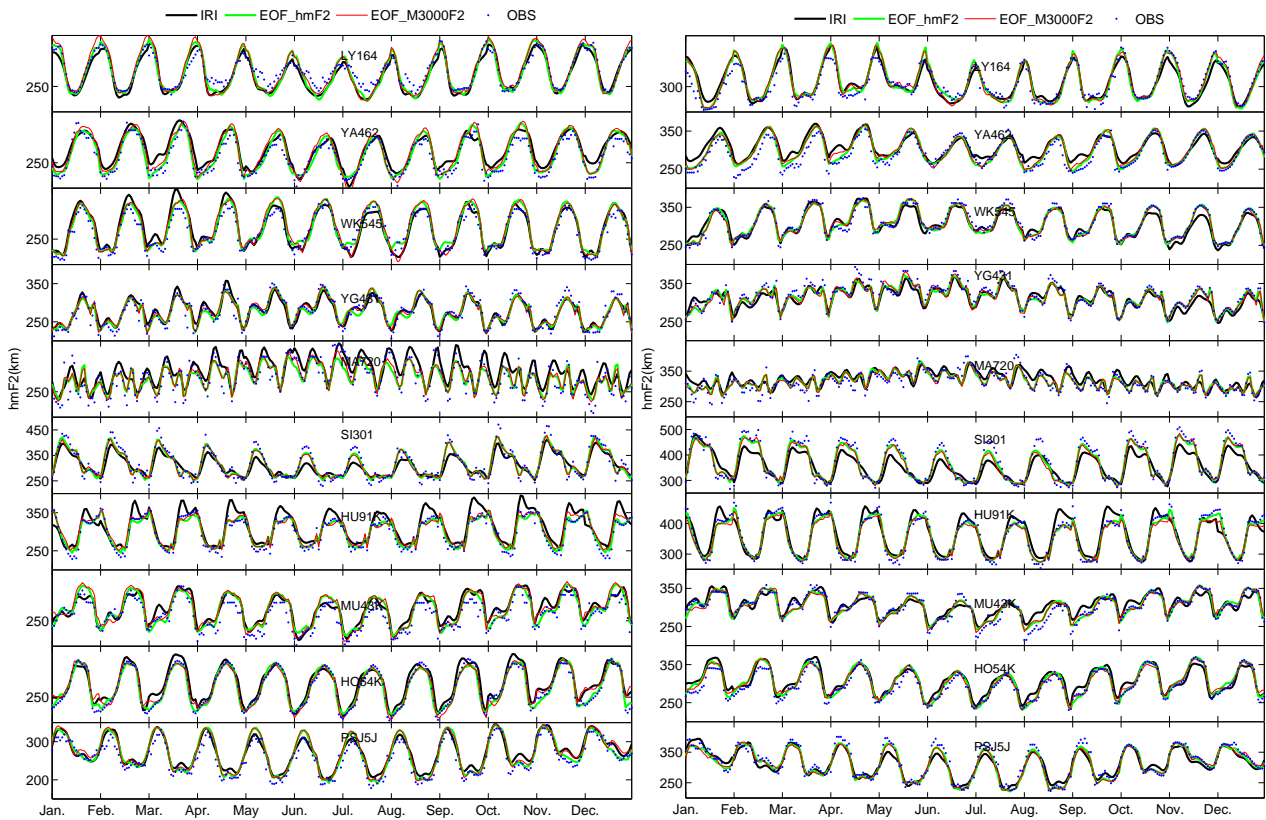 IRI EOF_hmF2 EOF_M3000F2 OBS
LY164
250
YA462
250
WK545
250
350
YG431
250
hmF2(km)
MA720
250
450
SI301
350
250
350
HU91K
250
MU43K
250
HO54K
250
300
PSJ5J
200
Jan. Feb. Mar. Apr. May Jun. Jul. Aug. Sep. Oct. Nov. Dec.
IRI EOF_hmF2 EOF_M3000F2 OBS
LY164
300
350
YA462
250
350
WK545
250
350
YG431
250
hmF2(km)
MA720
350
250
500
SI301
400
300
HU91K
400
300
350
MU43K
250
350
HO54K
250
350
PSJ5J
250
Jan. Feb. Mar. Apr. May Jun. Jul. Aug. Sep. Oct. Nov. Dec.